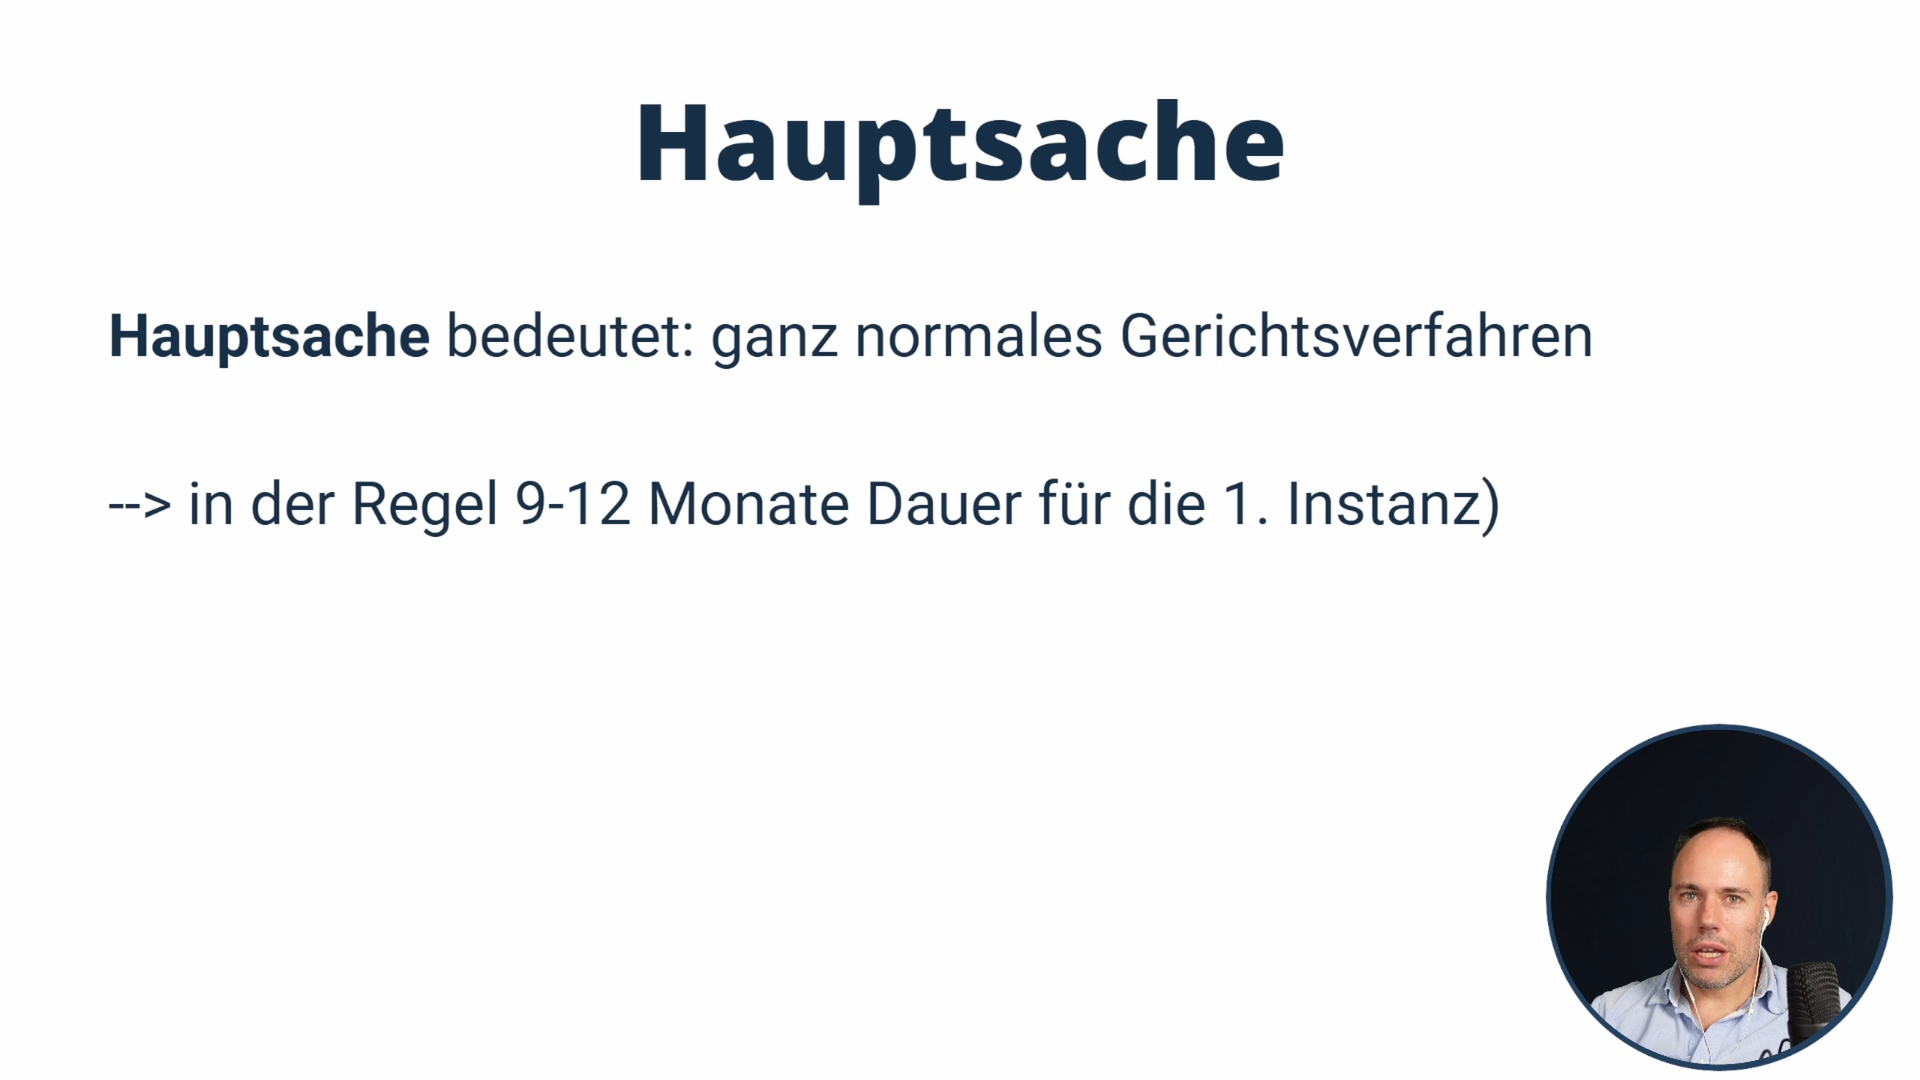 Hauptsache
Hauptsache bedeutet: ganz normales Gerichtsverfahren
--> in der Regel 9-12 Monate Dauer für die 1. Instanz)